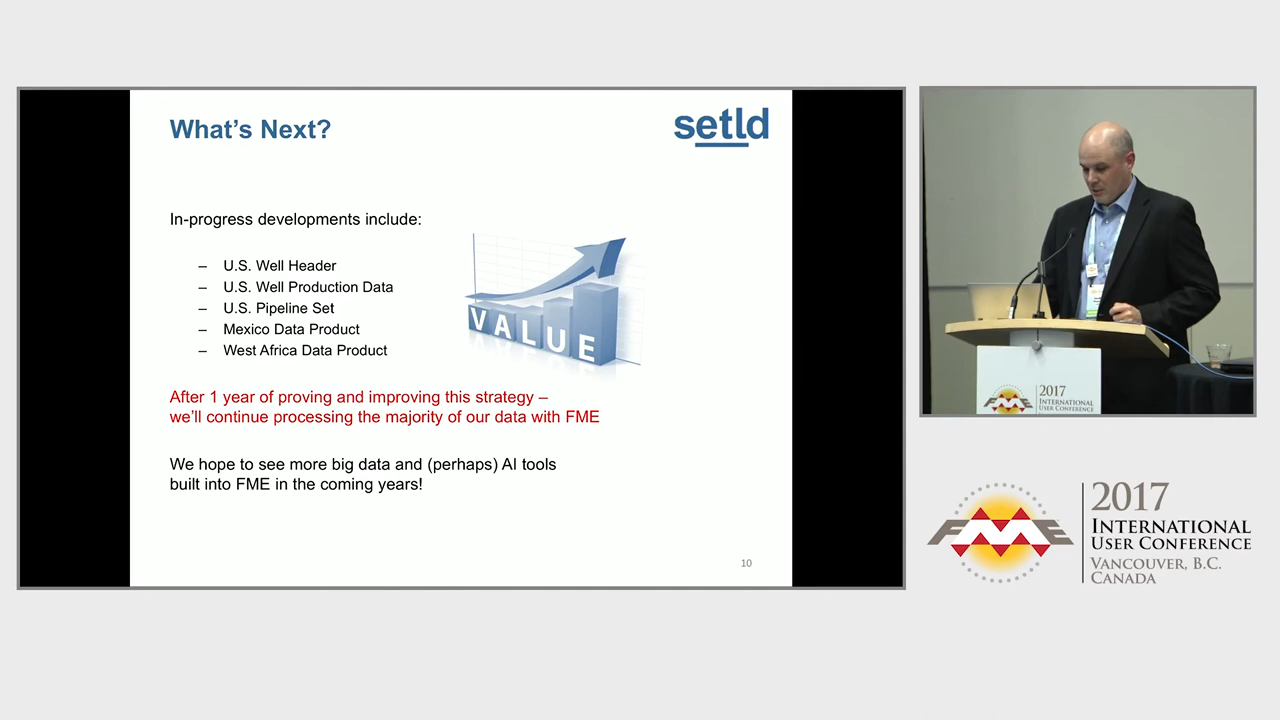 What's Next?
setld
In-progress developments include:
– U.S. Well Header
– U.S. Well Production Data
– U.S. Pipeline Set
– Mexico Data Product
– West Africa Data Product
VALUE
After 1 year of proving and improving this strategy –
we'll continue processing the majority of our data with FME
We hope to see more big data and (perhaps) AI tools
built into FME in the coming years!
10
FME
2017
INTERNATIONAL
USER CONFERENCE
FME
2017
INTERNATIONAL
USER CONFERENCE
VANCOUVER, B.C.
CANADA